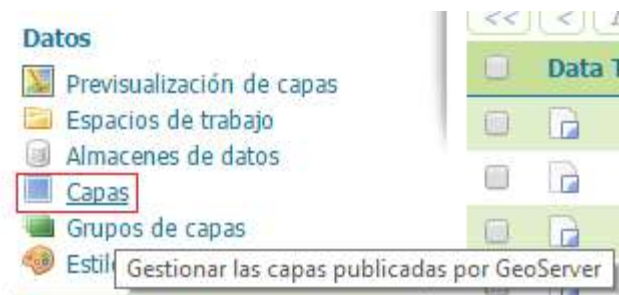 Datos
Previsualización de capas
Espacios de trabajo
Almacenes de datos
Capas
Grupos de capas
Gestionar las capas publicadas por GeoServer
<< <
Data